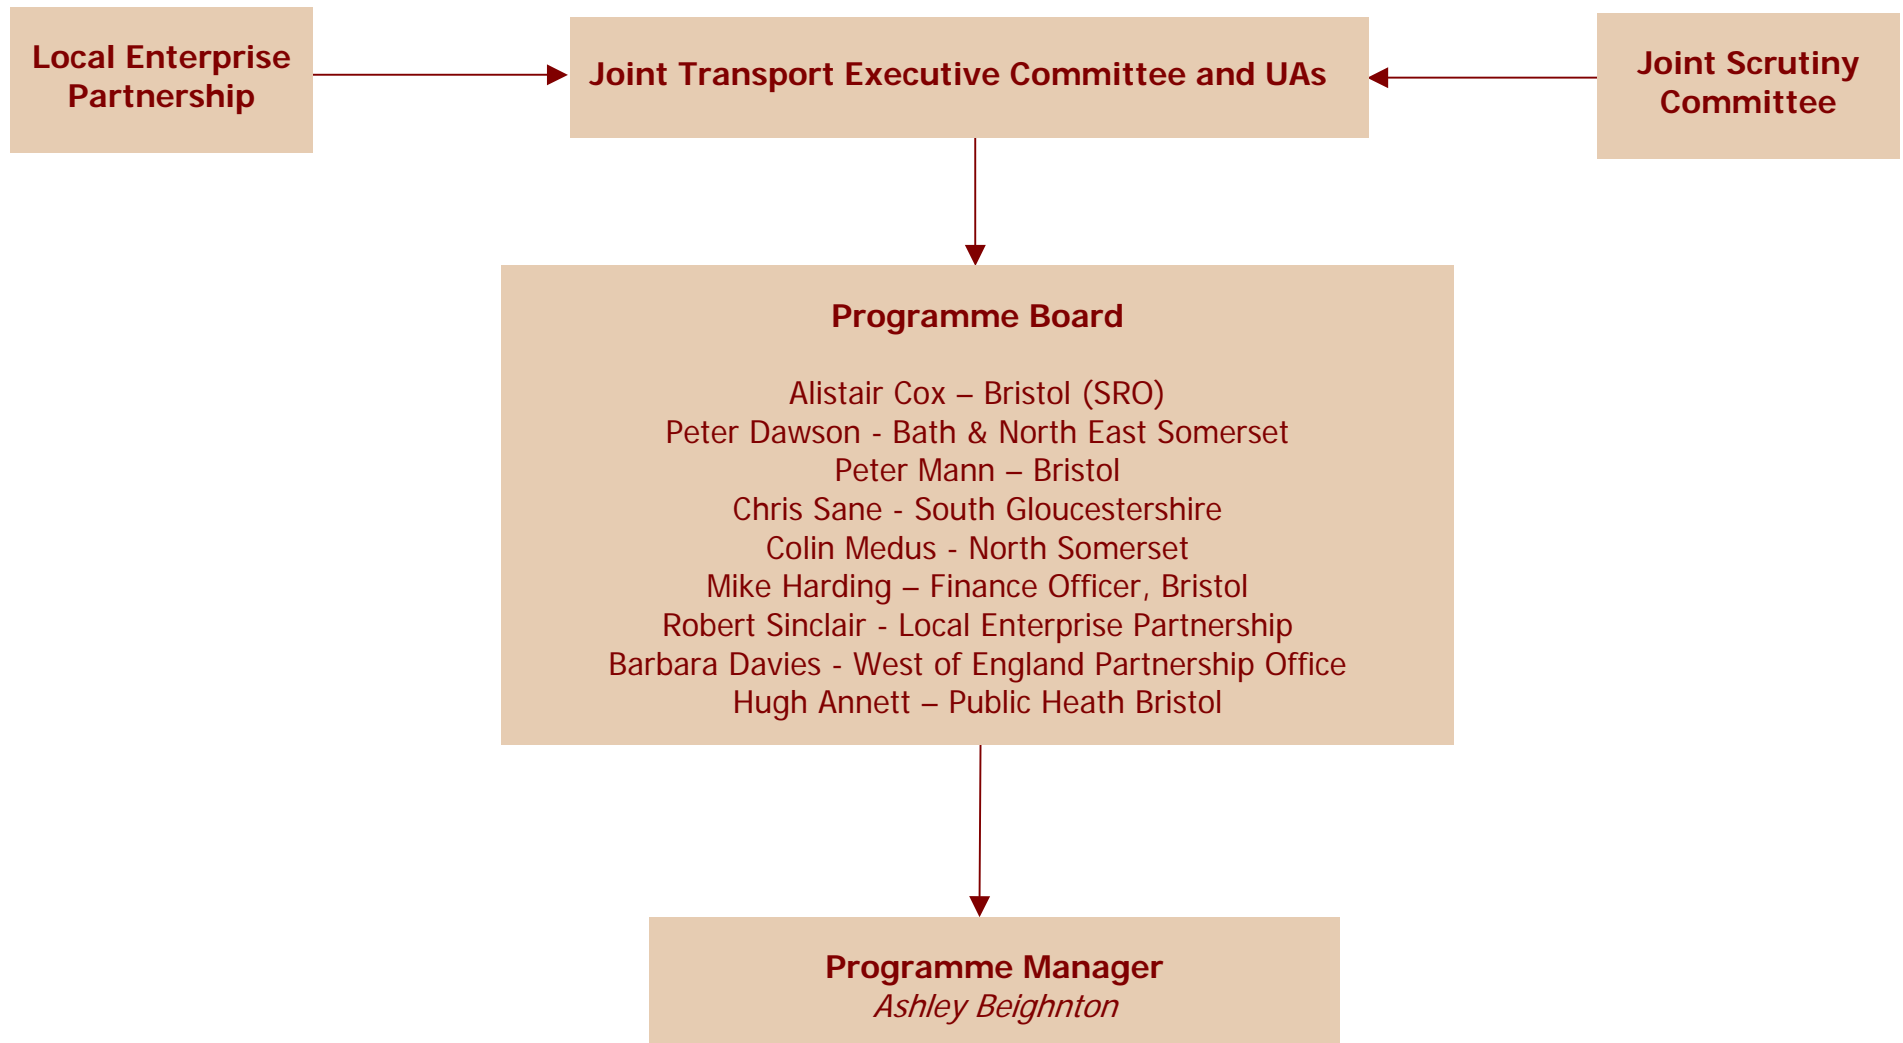 Local Enterprise
Partnership
Joint Transport Executive Committee and UAs
Joint Scrutiny
Committee
Programme Board
Alistair Cox – Bristol (SRO)
Peter Dawson - Bath & North East Somerset
Peter Mann – Bristol
Chris Sane - South Gloucestershire
Colin Medus - North Somerset
Mike Harding – Finance Officer, Bristol
Robert Sinclair - Local Enterprise Partnership
Barbara Davies - West of England Partnership Office
Hugh Annett – Public Heath Bristol
Programme Manager
Ashley Beighnton